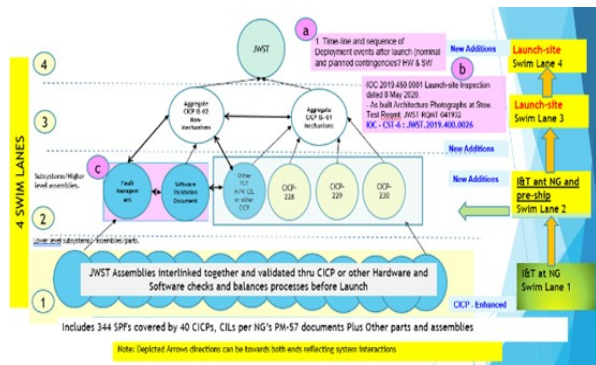 JWST
a
1 Time-line and sequence of
Deployment events after launch (nominal
and planned contingencies? HW & SW
New Additions
Launch-site
Swim Lane 4
4
b
IOC 2019.450.0001 Launch-site Inspection
dated 8 May 2020.
- As built Architecture Photographs at Stow.
Test Reqmt JWST-RQMT 041932
KIC - CST-6 : JWST.2019.400.0026
Launch-site
Swim Lane 3
3
Aggregate
CICP IS 02
Non-
Mechanisms
Aggregate
CICP IS 01
Mechanisms
New Additions
4 SWIM LANES
Subsystems/Higher
level assemblies.
c
Fault
managem
ent
Software
Validation
Document
Other
FLT
H/W CIL
or other
CICP
CICP-
228
CICP-
229
CICP-
230
New Additions
I&T ant NG and
pre-ship
Swim Lane 2
2
Lower level subsystems/ assemblies/parts.
JWST Assemblies interlinked together and validated thru CICP or other Hardware and
Software checks and balances processes before Launch
I&T at NG
Swim Lane 1
1
CICP - Enhanced
Includes 344 SPFs covered by 40 CICPs, CILs per NG's PM-57 documents Plus Other parts and assemblies
Note: Depicted Arrows directions can be towards both ends reflecting system interactions